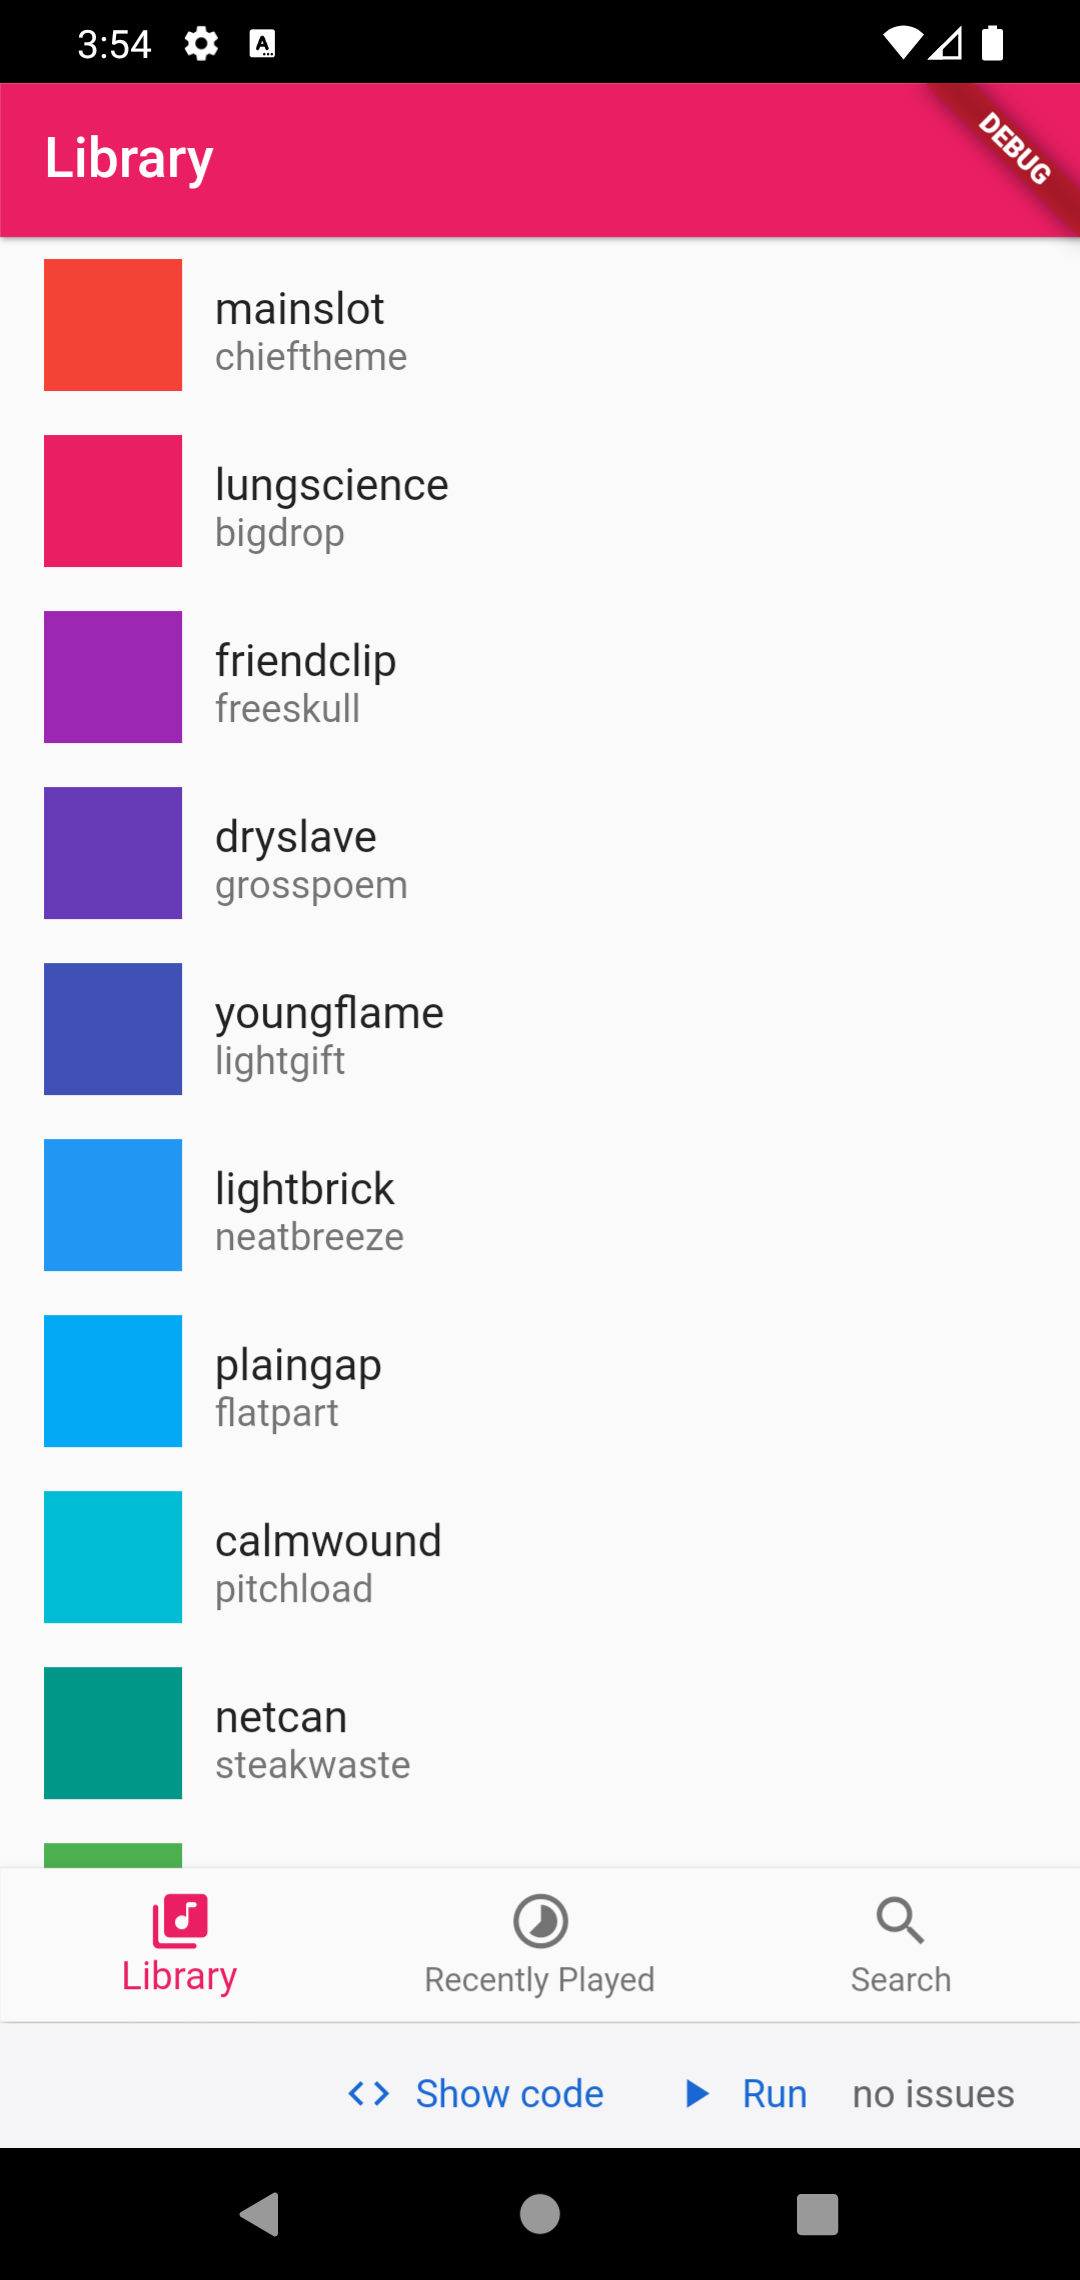 3:54
Library
DEBUG
mainslot
chieftheme
lungscience
bigdrop
friendclip
freeskull
dryslave
grosspoem
youngflame
lightgift
lightbrick
neatbreeze
plaingap
flatpart
calmwound
pitchload
netcan
steakwaste
Library Recently Played Search
<> Show code Run no issues